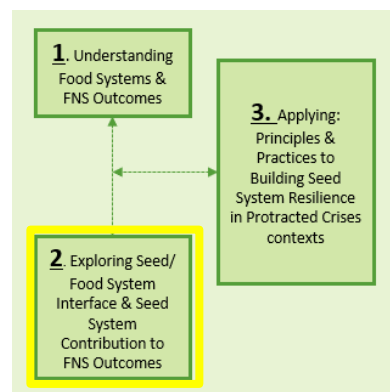 1. Understanding
Food Systems &
FNS Outcomes
3. Applying:
Principles &
Practices to
Building Seed
System Resilience
in Protracted Crises
contexts
2. Exploring Seed/
Food System
Interface & Seed
System
Contribution to
FNS Outcomes